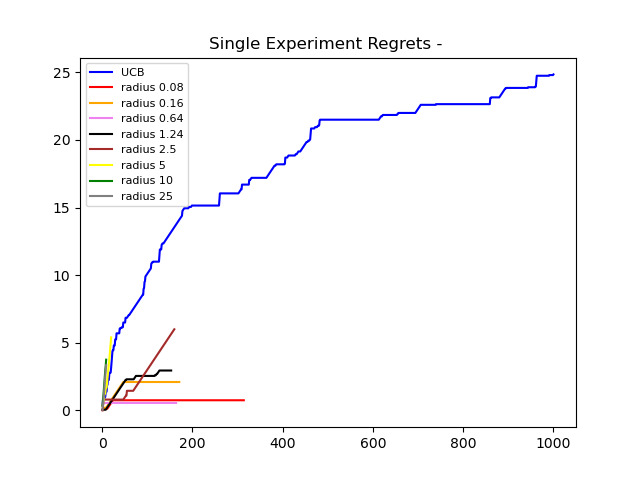 Single Experiment Regrets -
UCB
radius 0.08
radius 0.16
radius 0.64
radius 1.24
radius 2.5
radius 5
radius 10
radius 25
25
20
15
10
5
0
0 200 400 600 800 1000